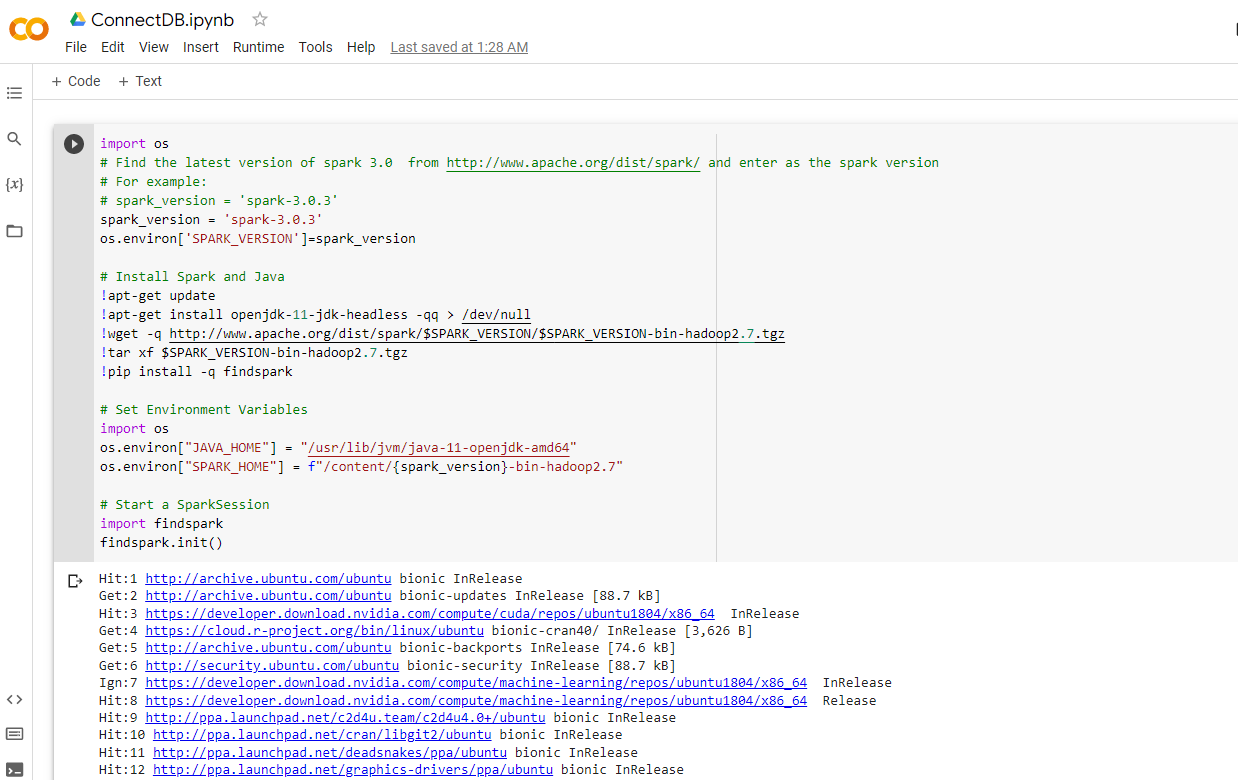 ConnectDB.ipynb
File Edit View Insert Runtime Tools Help Last saved at 1:28 AM
+ Code + Text
import os
# Find the latest version of spark 3.0  from http://www.apache.org/dist/spark/ and enter as the spark version
# For example:
# spark_version = 'spark-3.0.3'
spark_version = 'spark-3.0.3'
os.environ['SPARK_VERSION']=spark_version
# Install Spark and Java
!apt-get update
!apt-get install openjdk-11-jdk-headless -qq > /dev/null
!wget -q http://www.apache.org/dist/spark/$SPARK_VERSION/$SPARK_VERSION-bin-hadoop2.7.tgz
!tar xf $SPARK_VERSION-bin-hadoop2.7.tgz
!pip install -q findspark
# Set Environment Variables
import os
os.environ["JAVA_HOME"] = "/usr/lib/jvm/java-11-openjdk-amd64"
os.environ["SPARK_HOME"] = f"/content/{spark_version}-bin-hadoop2.7"
# Start a SparkSession
import findspark
findspark.init()
Hit:1 http://archive.ubuntu.com/ubuntu bionic InRelease
Get:2 http://archive.ubuntu.com/ubuntu bionic-updates InRelease [88.7 kB]
Hit:3 https://developer.download.nvidia.com/compute/cuda/repos/ubuntu1804/x86_64  InRelease
Get:4 https://cloud.r-project.org/bin/linux/ubuntu bionic-cran40/ InRelease [3,626 B]
Get:5 http://archive.ubuntu.com/ubuntu bionic-backports InRelease [74.6 kB]
Get:6 http://security.ubuntu.com/ubuntu bionic-security InRelease [88.7 kB]
Ign:7 https://developer.download.nvidia.com/compute/machine-learning/repos/ubuntu1804/x86_64  InRelease
Hit:8 https://developer.download.nvidia.com/compute/machine-learning/repos/ubuntu1804/x86_64  Release
Hit:9 http://ppa.launchpad.net/c2d4u.team/c2d4u4.0+/ubuntu bionic InRelease
Hit:10 http://ppa.launchpad.net/cran/libgit2/ubuntu bionic InRelease
Hit:11 http://ppa.launchpad.net/deadsnakes/ppa/ubuntu bionic InRelease
Hit:12 http://ppa.launchpad.net/graphics-drivers/ppa/ubuntu bionic InRelease